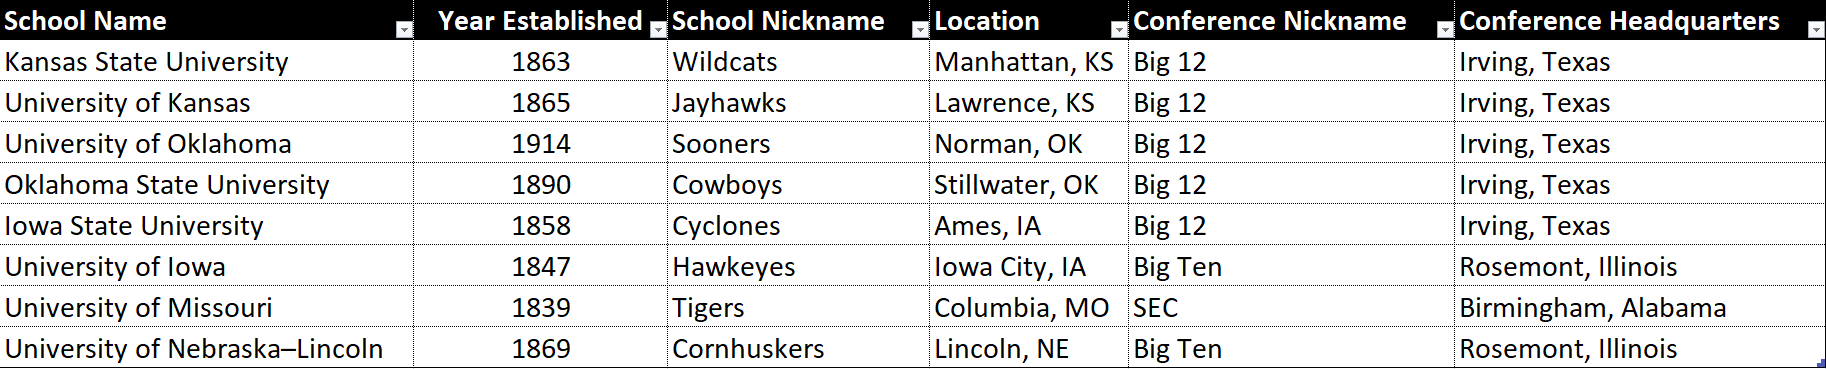 School Name Year Established School Nickname Location Conference Nickname Conference Headquarters
Kansas State University 1863 Wildcats Manhattan, KS Big 12 Irving, Texas
University of Kansas 1865 Jayhawks Lawrence, KS Big 12 Irving, Texas
University of Oklahoma 1914 Sooners Norman, OK Big 12 Irving, Texas
Oklahoma State University 1890 Cowboys Stillwater, OK Big 12 Irving, Texas
Iowa State University 1858 Cyclones Ames, IA Big 12 Irving, Texas
University of Iowa 1847 Hawkeyes Iowa City, IA Big Ten Rosemont, Illinois
University of Missouri 1839 Tigers Columbia, MO SEC Birmingham, Alabama
University of Nebraska–Lincoln 1869 Cornhuskers Lincoln, NE Big Ten Rosemont, Illinois